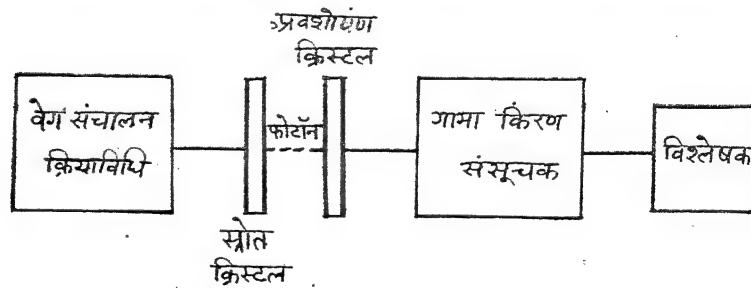 प्रवशोषण
क्रिस्टल
वेग संचालन
क्रियाविधि
फोटॉन
गामा किरण
संसूचक
विश्लेषक
स्रोत
क्रिस्टल